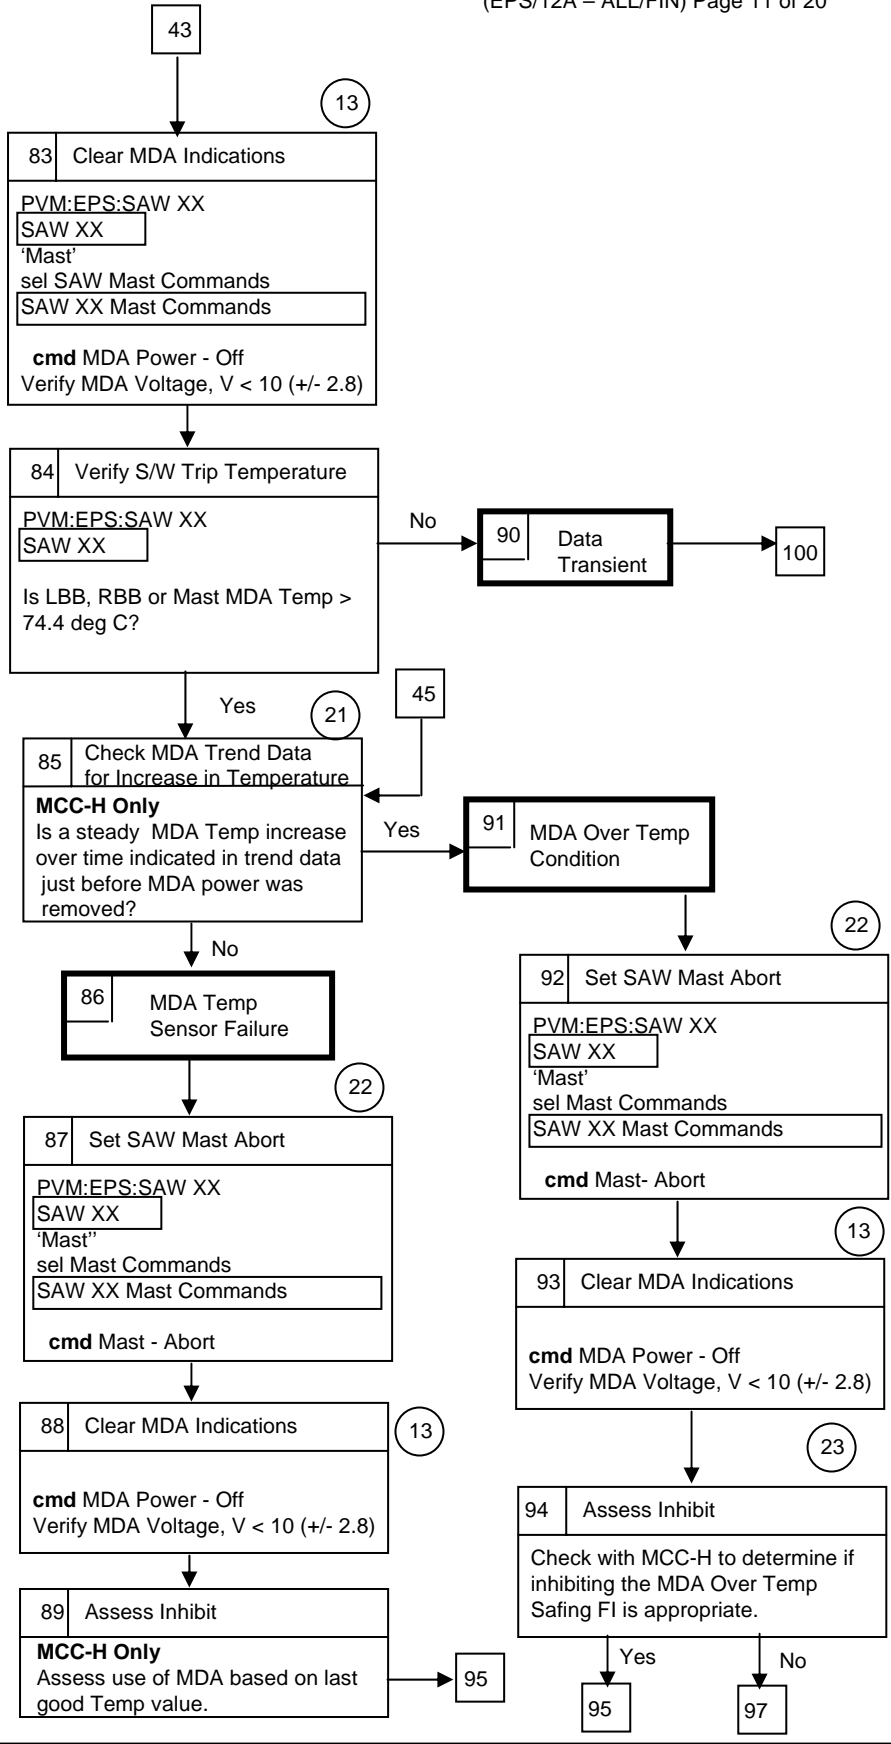 (EPS/12A – ALL/FIN) Page 11 of 20
43
13
83 Clear MDA Indications
PVM:EPS:SAW XX
SAW XX
‘Mast’
sel SAW Mast Commands
SAW XX Mast Commands
cmd MDA Power - Off
Verify MDA Voltage, V < 10 (+/- 2.8)
84 Verify S/W Trip Temperature
PVM:EPS:SAW XX
SAW XX
Is LBB, RBB or Mast MDA Temp >
74.4 deg C?
No
90 Data
Transient
100
Yes
21
45
85 Check MDA Trend Data
for Increase in Temperature
MCC-H Only
Is a steady MDA Temp increase
over time indicated in trend data
just before MDA power was
removed?
Yes
91 MDA Over Temp
Condition
No
86 MDA Temp
Sensor Failure
22
87 Set SAW Mast Abort
PVM:EPS:SAW XX
SAW XX
‘Mast’'
sel Mast Commands
SAW XX Mast Commands
cmd Mast - Abort
88 Clear MDA Indications
13
cmd MDA Power - Off
Verify MDA Voltage, V < 10 (+/- 2.8)
89 Assess Inhibit
MCC-H Only
Assess use of MDA based on last
good Temp value.
95
22
92 Set SAW Mast Abort
PVM:EPS:SAW XX
SAW XX
‘Mast’
sel Mast Commands
SAW XX Mast Commands
cmd Mast- Abort
13
93 Clear MDA Indications
cmd MDA Power - Off
Verify MDA Voltage, V < 10 (+/- 2.8)
23
94 Assess Inhibit
Check with MCC-H to determine if
inhibiting the MDA Over Temp
Safing FI is appropriate.
Yes
No
95
97